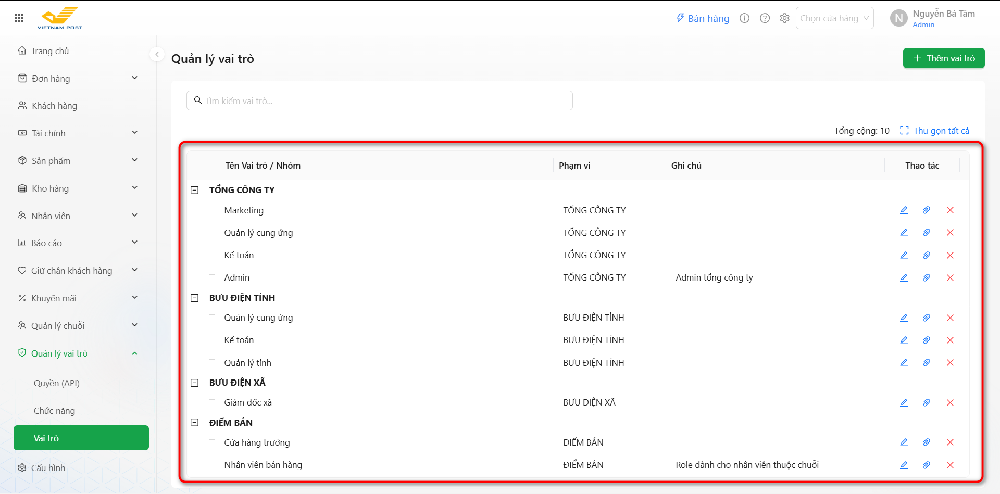 VIETNAM POST
Bán hàng
Chọn cửa hàng
N
Nguyễn Bá Tâm
Admin
Trang chủ
Đơn hàng
Khách hàng
Tài chính
Sản phẩm
Kho hàng
Nhân viên
Báo cáo
Giữ chân khách hàng
Khuyến mãi
Quản lý chuỗi
Quản lý vai trò
Quyền (API)
Chức năng
Vai trò
Cấu hình
Quản lý vai trò
Thêm vai trò
Tìm kiếm vai trò...
Tổng cộng: 10 Thu gọn tất cả
Tên Vai trò / Nhóm Phạm vi Ghi chú Thao tác
TỔNG CÔNG TY
Marketing TỔNG CÔNG TY
Quản lý cung ứng TỔNG CÔNG TY
Kế toán TỔNG CÔNG TY
Admin TỔNG CÔNG TY Admin tổng công ty
BƯU ĐIỆN TỈNH
Quản lý cung ứng BƯU ĐIỆN TỈNH
Kế toán BƯU ĐIỆN TỈNH
Quản lý tỉnh BƯU ĐIỆN TỈNH
BƯU ĐIỆN XÃ
Giám đốc xã BƯU ĐIỆN XÃ
ĐIỂM BÁN
Cửa hàng trưởng ĐIỂM BÁN
Nhân viên bán hàng ĐIỂM BÁN Role dành cho nhân viên thuộc chuỗi